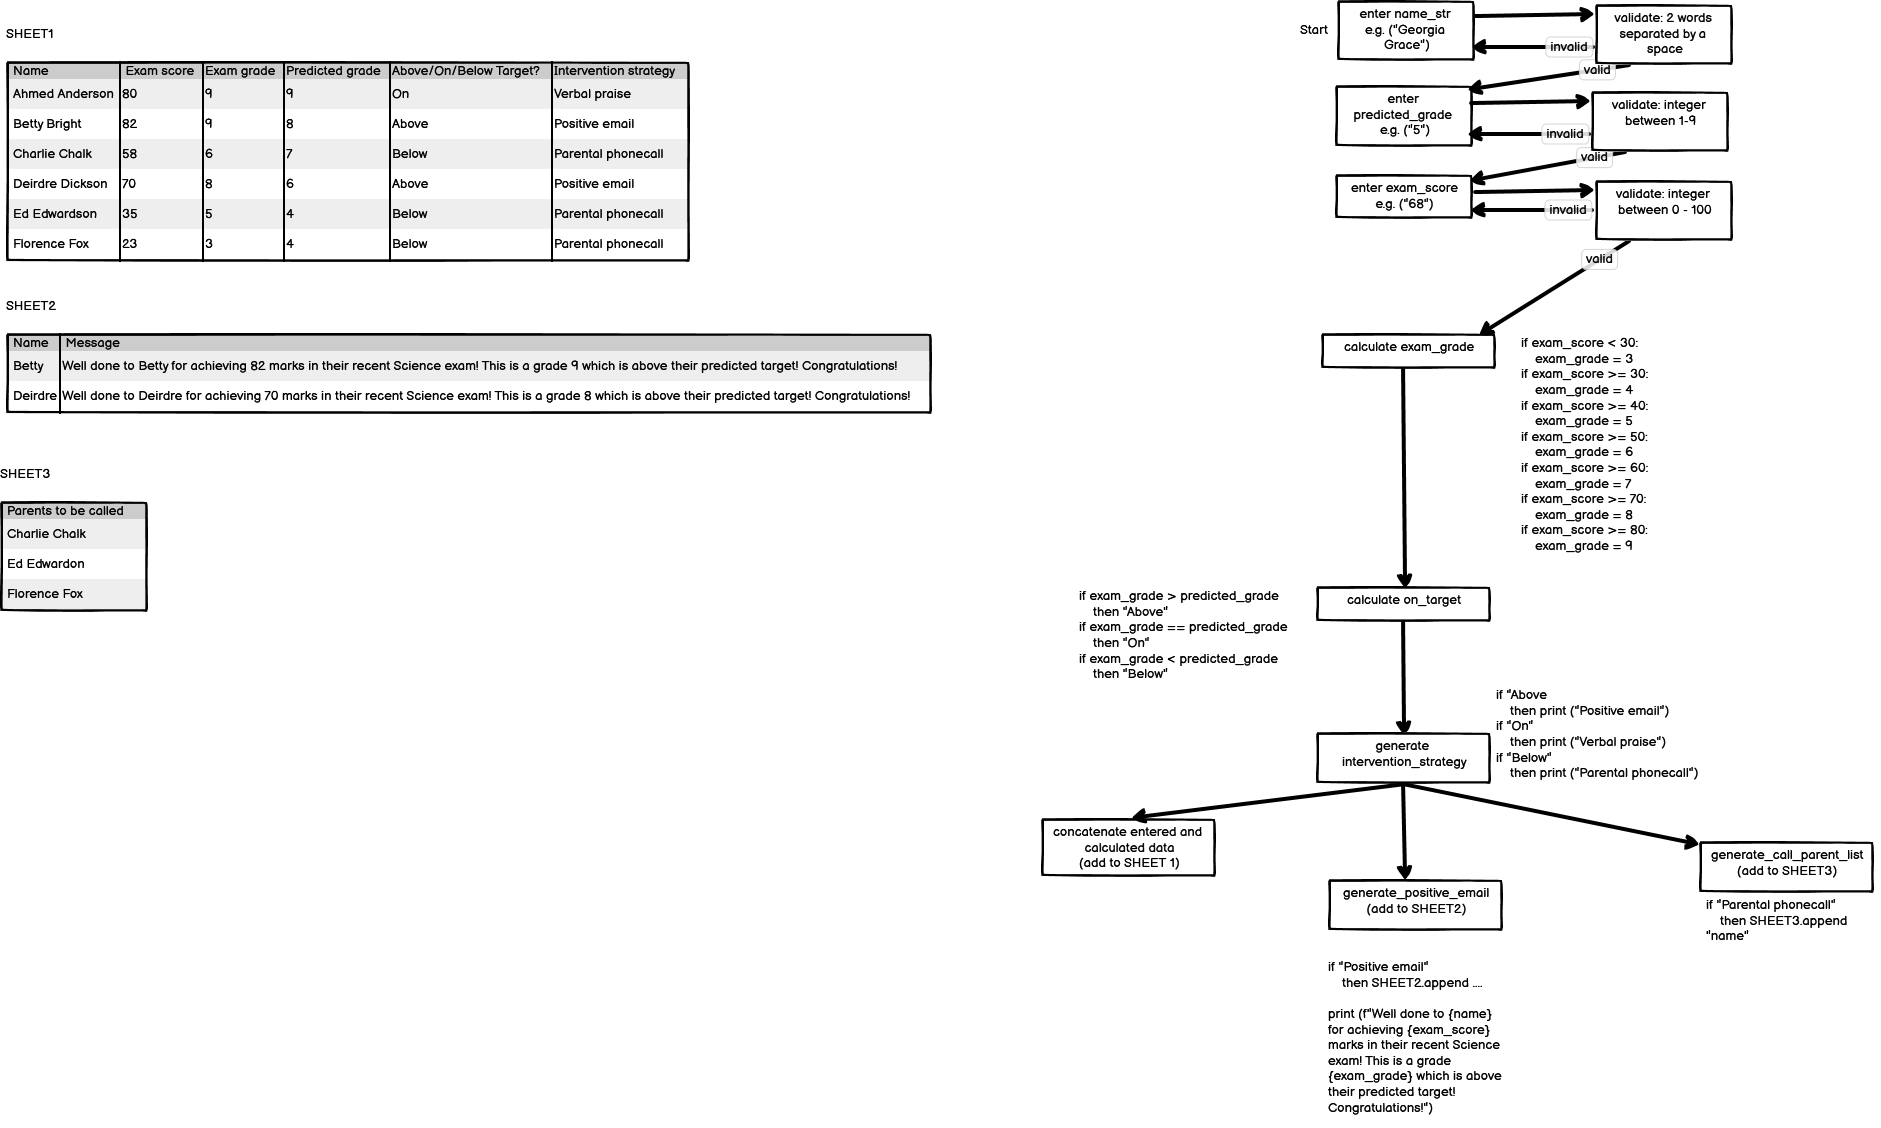 SHEET1
Name Exam score Exam grade Predicted grade Above/On/Below Target? Intervention strategy
Ahmed Anderson 80 9 9 On Verbal praise
Betty Bright 82 9 8 Above Positive email
Charlie Chalk 58 6 7 Below Parental phonecall
Deirdre Dickson 70 8 6 Above Positive email
Ed Edwardson 35 5 4 Below Parental phonecall
Florence Fox 23 3 4 Below Parental phonecall
SHEET2
Name Message
Betty Well done to Betty for achieving 82 marks in their recent Science exam! This is a grade 9 which is above their predicted target! Congratulations!
Deirdre Well done to Deirdre for achieving 70 marks in their recent Science exam! This is a grade 8 which is above their predicted target! Congratulations!
SHEET3
Parents to be called
Charlie Chalk
Ed Edwardon
Florence Fox
Start
enter name_str
e.g. ("Georgia
Grace")
validate: 2 words
separated by a
space
invalid
valid
enter
predicted_grade
e.g. ("5")
validate: integer
between 1-9
invalid
valid
enter exam_score
e.g. ("68")
validate: integer
between 0 - 100
invalid
valid
calculate exam_grade
if exam_score < 30:
exam_grade = 3
if exam_score >= 30:
exam_grade = 4
if exam_score >= 40:
exam_grade = 5
if exam_score >= 50:
exam_grade = 6
if exam_score >= 60:
exam_grade = 7
if exam_score >= 70:
exam_grade = 8
if exam_score >= 80:
exam_grade = 9
if exam_grade > predicted_grade
then "Above"
if exam_grade == predicted_grade
then "On"
if exam_grade < predicted_grade
then "Below"
calculate on_target
generate
intervention_strategy
if "Above
then print ("Positive email")
if "On"
then print ("Verbal praise")
if "Below"
then print ("Parental phonecall")
concatenate entered and
calculated data
(add to SHEET 1)
generate_positive_email
(add to SHEET2)
if "Positive email"
then SHEET2.append ....
print (f"Well done to {name}
for achieving {exam_score}
marks in their recent Science
exam! This is a grade
{exam_grade} which is above
their predicted target!
Congratulations!")
generate_call_parent_list
(add to SHEET3)
if "Parental phonecall"
then SHEET3.append
"name"